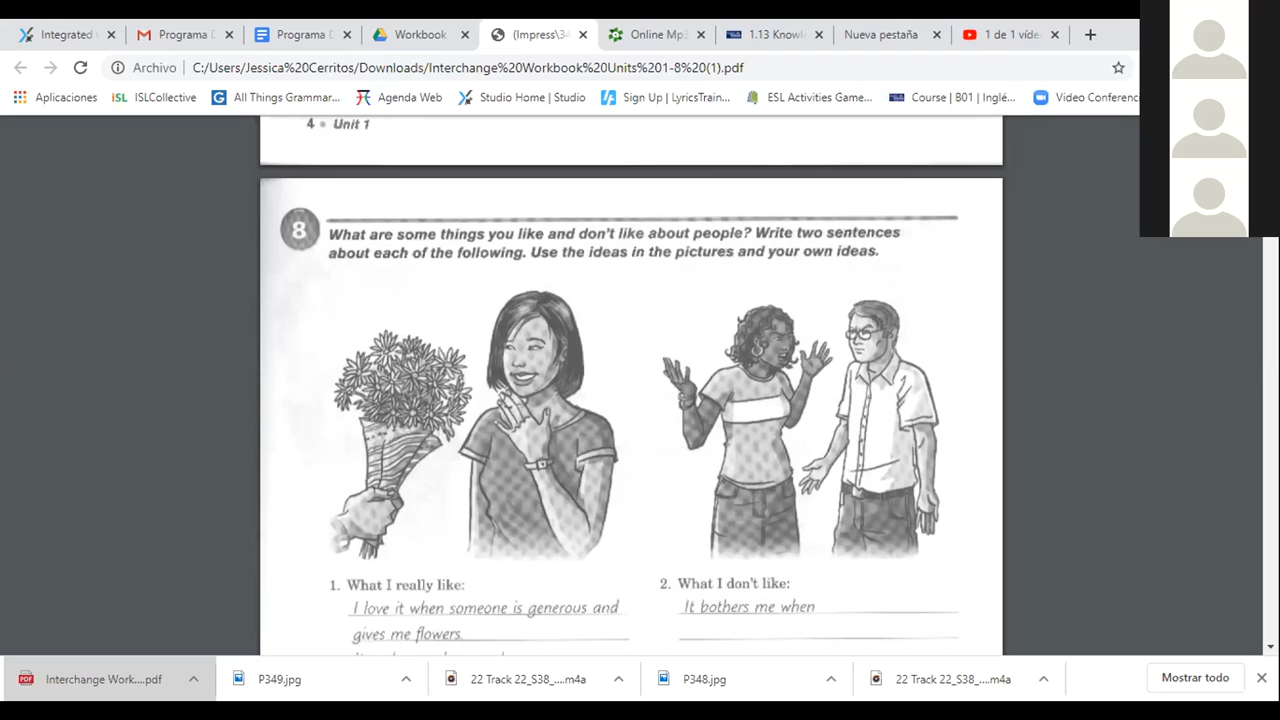 Integrated
Programa D
Programa D
Workbook
(Impress\34
Online Mp3
1.13 Knowl
Nueva pestaña
1 de 1 víde
Archivo
C:/Users/Jessica%20Cerritos/Downloads/Interchange%20Workbook%20Units%201-8%20(1).pdf
Aplicaciones
iSL ISLCollective
All Things Grammar...
Agenda Web
Studio Home | Studio
Sign Up | LyricsTrain...
ESL Activities Game...
Course | B01 | Inglé...
Video Conferenc
4 • Unit 1
8
What are some things you like and don't like about people? Write two sentences
about each of the following. Use the ideas in the pictures and your own ideas.
1. What I really like:
I love it when someone is generous and
gives me flowers.
2. What I don't like:
It bothers me when
Interchange Work....pdf
P349.jpg
22 Track 22_S38_....m4a
P348.jpg
22 Track 22_S38_....m4a
Mostrar todo